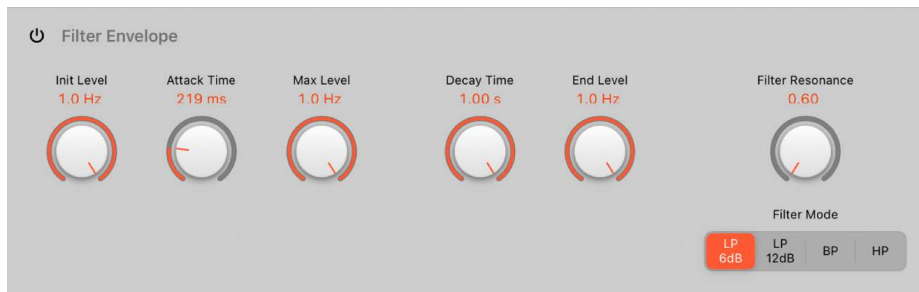 Filter Envelope
Init Level
1.0 Hz
Attack Time
219 ms
Max Level
1.0 Hz
Decay Time
1.00 s
End Level
1.0 Hz
Filter Resonance
0.60
Filter Mode
LP
6dB
LP
12dB
BP
HP